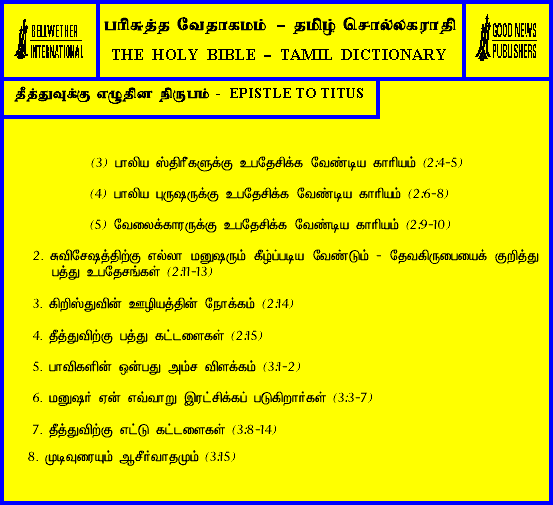 BELLWETHER
INTERNATIONAL
பரிசுத்த வேதாகமம் – தமிழ் சொல்லகராதி
THE HOLY BIBLE – TAMIL DICTIONARY
GOOD NEWS
PUBLISHERS
தீத்துவுக்கு எழுதின நிருபம் - EPISTLE TO TITUS
(3) பாலிய ஸ்திரீகளுக்கு உபதேசிக்க வேண்டிய காரியம் (2:4-5)
(4) பாலிய புருஷருக்கு உபதேசிக்க வேண்டிய காரியம் (2:6-8)
(5) வேலைக்காரருக்கு உபதேசிக்க வேண்டிய காரியம் (2:9-10)
2. சுவிசேஷத்திற்கு எல்லா மனுஷரும் கீழ்ப்படிய வேண்டும் - தேவகிருபையைக் குறித்து
பத்து உபதேசங்கள் (2:11-13)
3. கிறிஸ்துவின் ஊழியத்தின் நோக்கம் (2:14)
4. தீத்துவிற்கு பத்து கட்டளைகள் (2:15)
5. பாவிகளின் ஒன்பது அம்ச விளக்கம் (3:1-2)
6. மனுஷர் ஏன் எவ்வாறு இரட்சிக்கப் படுகிறார்கள் (3:3-7)
7. தீத்துவிற்கு எட்டு கட்டளைகள் (3:8-14)
8. முடிவுரையும் ஆசீர்வாதமும் (3:15)